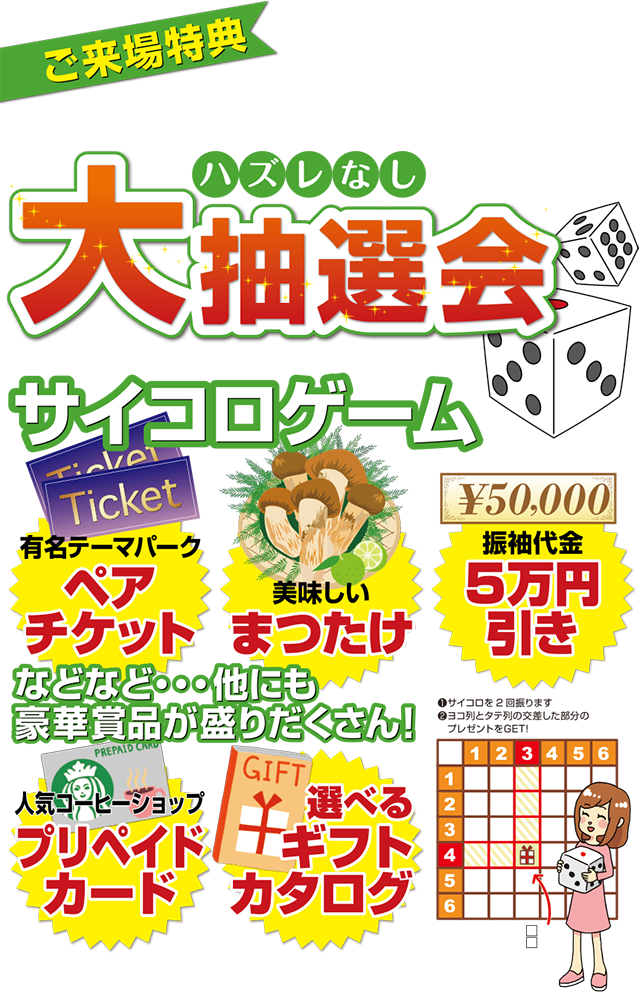 ご来場特典
ハズレなし
大抽選会
サイコロゲーム
Ticket
Ticket
有名テーマパーク
ペア
チケット
美味しい
まつたけ
¥50,000
振袖代金
5万円
引き
などなど・・・他にも
豪華賞品が盛りだくさん!
PREPAID CARD
人気コーヒーショップ
プリペイド
カード
GIFT
選べる
ギフト
カタログ
❶サイコロを2回振ります
❷ヨコ列とタテ列の交差した部分の
プレゼントをGET!
1 2 3 4 5 6
1
2
3
4
5
6